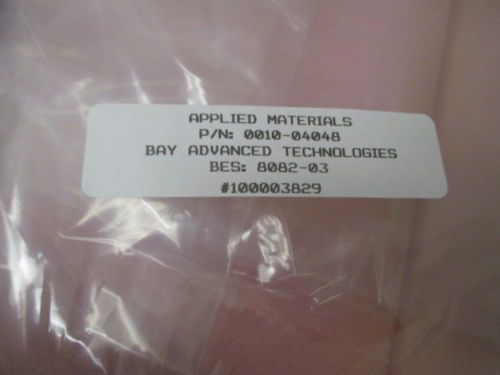 APPLIED MATERIALS
P/N: 0010-04048
BAY ADVANCED TECHNOLOGIES
BES: 8082-03
#100003829